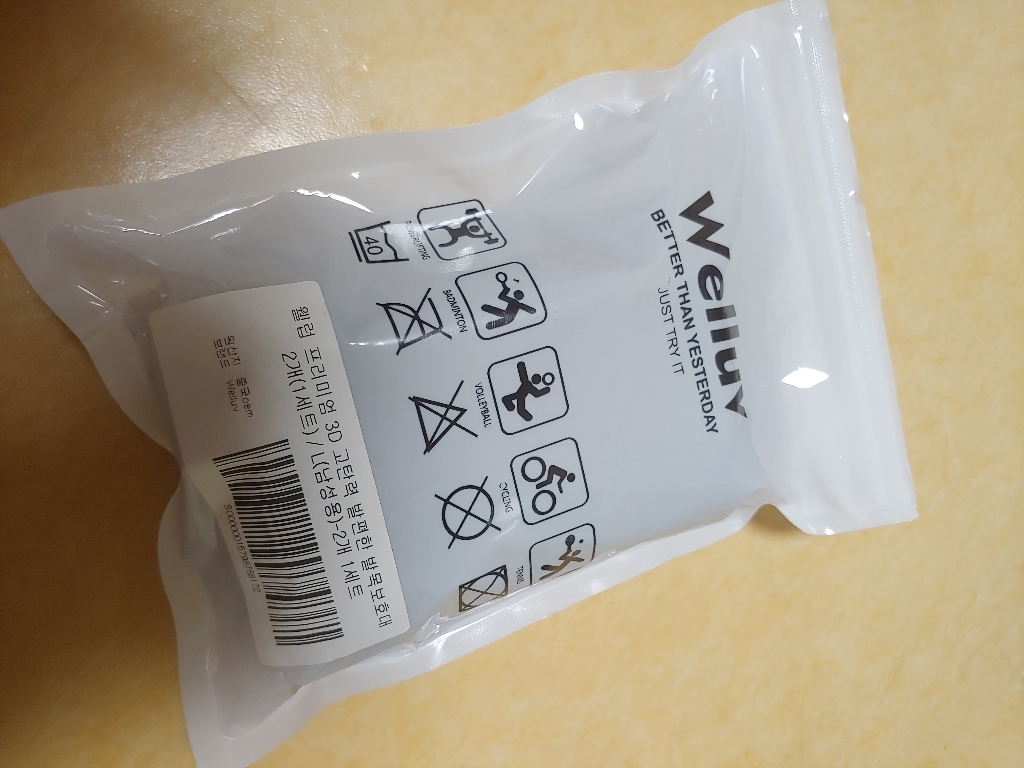 Welluv
BETTER THAN YESTERDAY
JUST TRY IT
BADMINTON
VOLLEYBALL
CYCLING
40
웰럽 프리미엄 3D 고탄력 발편한 발목보호대
2개(1세트) / L(남성용)-2개 1세트
원산지 : 중국oem
브랜드 : Welluv